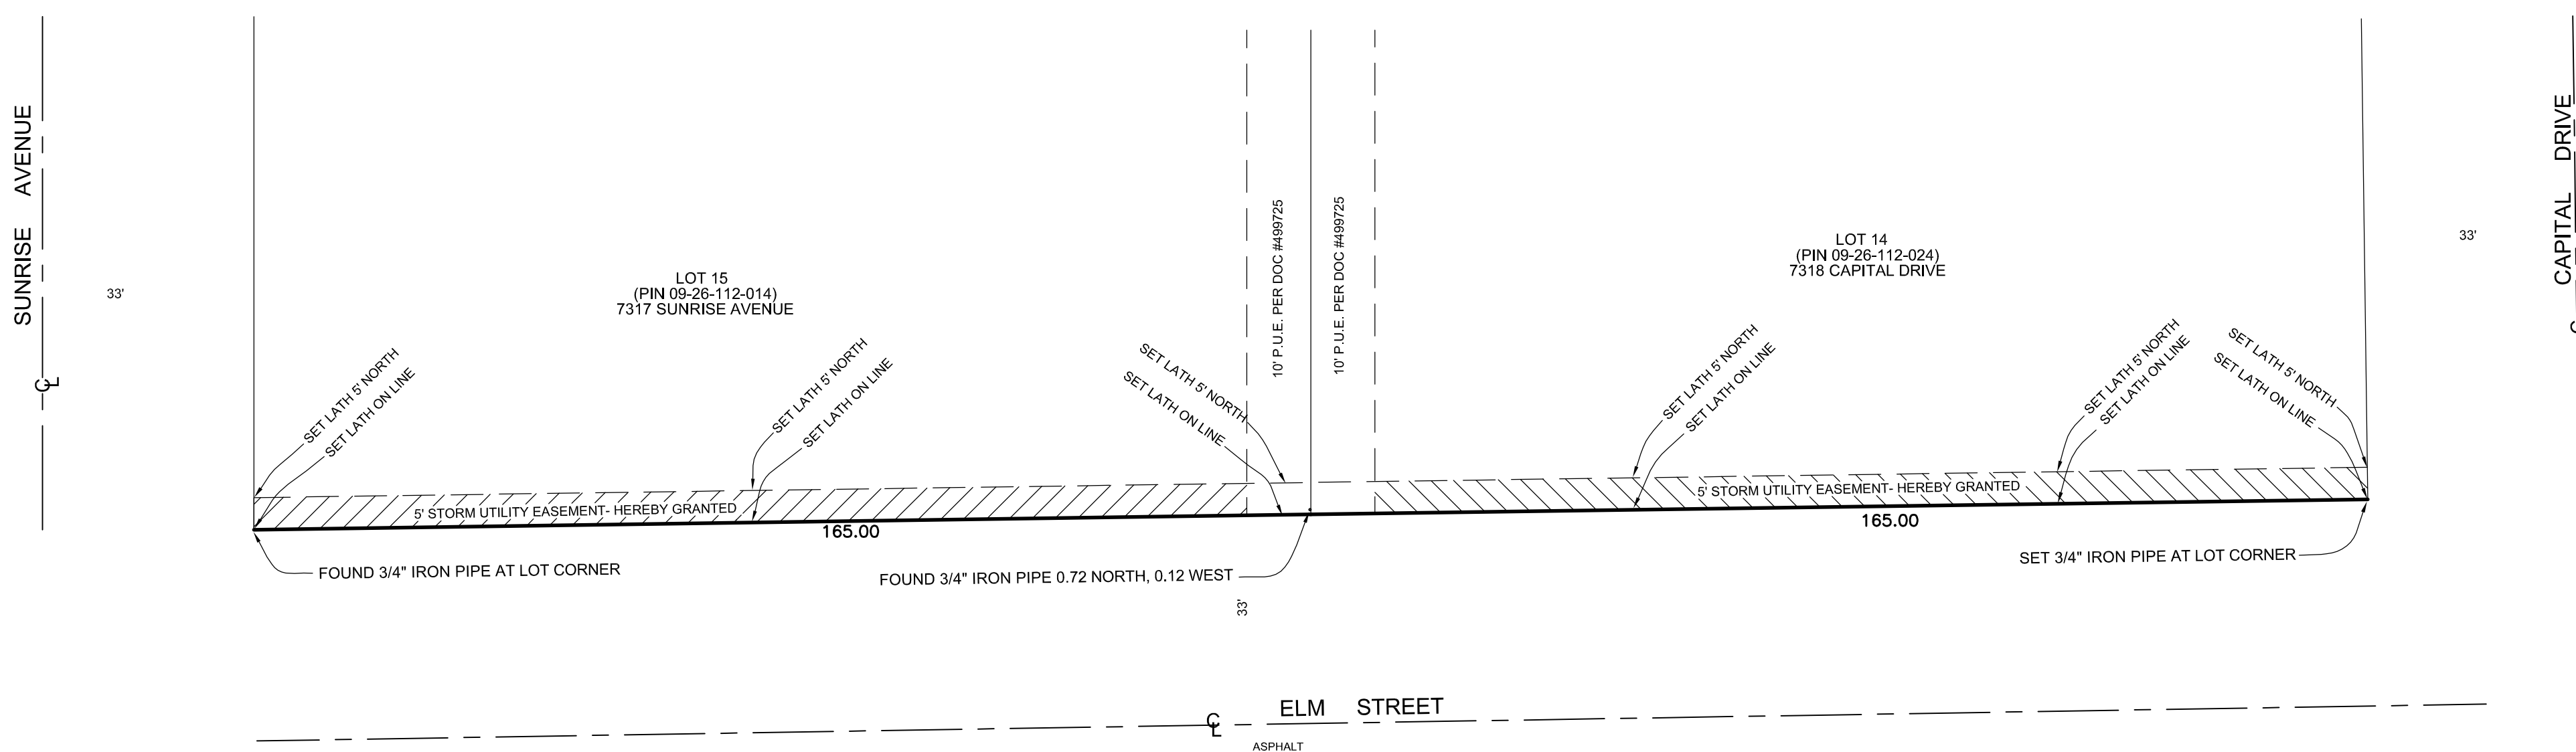 SUNRISE AVENUE
33'
CL
LOT 15
(PIN 09-26-112-014)
7317 SUNRISE AVENUE
10' P.U.E. PER DOC #499725
10' P.U.E. PER DOC #499725
LOT 14
(PIN 09-26-112-024)
7318 CAPITAL DRIVE
33'
CAPITAL DRIVE
SET LATH 5' NORTH
SET LATH ON LINE
SET LATH 5' NORTH
SET LATH ON LINE
SET LATH 5' NORTH
SET LATH ON LINE
SET LATH 5' NORTH
SET LATH ON LINE
SET LATH 5' NORTH
SET LATH ON LINE
SET LATH 5' NORTH
SET LATH ON LINE
5' STORM UTILITY EASEMENT- HEREBY GRANTED
5' STORM UTILITY EASEMENT- HEREBY GRANTED
165.00
165.00
FOUND 3/4" IRON PIPE AT LOT CORNER
FOUND 3/4" IRON PIPE 0.72 NORTH, 0.12 WEST
SET 3/4" IRON PIPE AT LOT CORNER
33'
CL
ELM STREET
ASPHALT